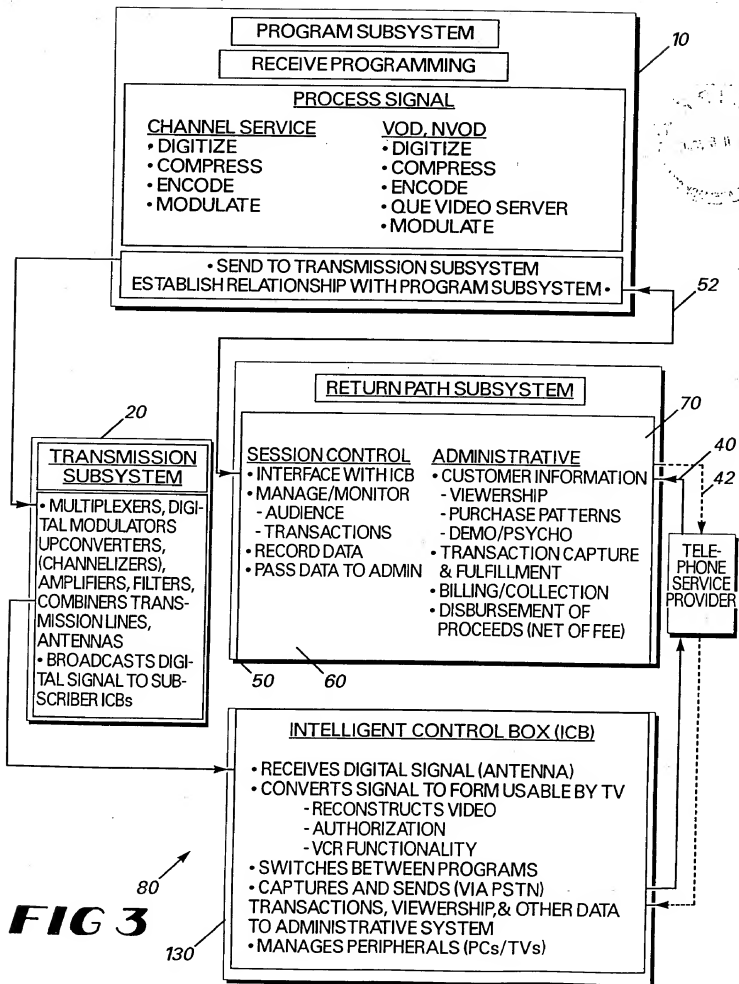 PROGRAM SUBSYSTEM
10
RECEIVE PROGRAMMING
PROCESS SIGNAL
CHANNEL SERVICE
• DIGITIZE
• COMPRESS
• ENCODE
• MODULATE
VOD, NVOD
• DIGITIZE
• COMPRESS
• ENCODE
• QUE VIDEO SERVER
• MODULATE
• SEND TO TRANSMISSION SUBSYSTEM
ESTABLISH RELATIONSHIP WITH PROGRAM SUBSYSTEM •
52
20
TRANSMISSION
SUBSYSTEM
• MULTIPLEXERS, DIGI-
TAL MODULATORS
UPCONVERTERS,
(CHANNELIZERS),
AMPLIFIERS, FILTERS,
COMBINERS TRANS-
MISSION LINES,
ANTENNAS
• BROADCASTS DIGI-
TAL SIGNAL TO SUB-
SCRIBER ICBs
RETURN PATH SUBSYSTEM
70
SESSION CONTROL
• INTERFACE WITH ICB
• MANAGE/MONITOR
- AUDIENCE
- TRANSACTIONS
• RECORD DATA
• PASS DATA TO ADMIN
ADMINISTRATIVE
• CUSTOMER INFORMATION
- VIEWERSHIP
- PURCHASE PATTERNS
- DEMO/PSYCHO
• TRANSACTION CAPTURE
& FULFILLMENT
• BILLING/COLLECTION
• DISBURSEMENT OF
PROCEEDS (NET OF FEE)
40
42
TELE-
PHONE
SERVICE
PROVIDER
50
60
INTELLIGENT CONTROL BOX (ICB)
• RECEIVES DIGITAL SIGNAL (ANTENNA)
• CONVERTS SIGNAL TO FORM USABLE BY TV
- RECONSTRUCTS VIDEO
- AUTHORIZATION
- VCR FUNCTIONALITY
• SWITCHES BETWEEN PROGRAMS
• CAPTURES AND SENDS (VIA PSTN)
TRANSACTIONS, VIEWERSHIP, & OTHER DATA
TO ADMINISTRATIVE SYSTEM
• MANAGES PERIPHERALS (PCs/TVs)
80
FIG 3
130